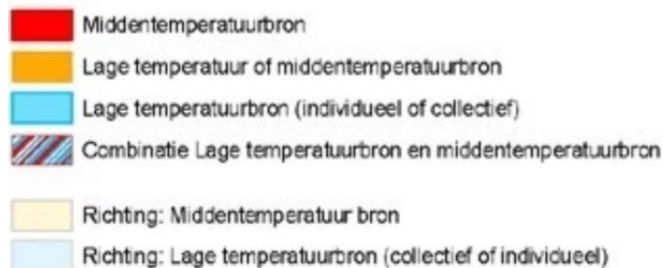 Middentemperatuurbron
Lage temperatuur of middentemperatuurbron
Lage temperatuurbron (individueel of collectief)
Combinatie Lage temperatuurbron en middentemperatuurbron
Richting: Middentemperatuur bron
Richting: Lage temperatuurbron (collectief of individueel)